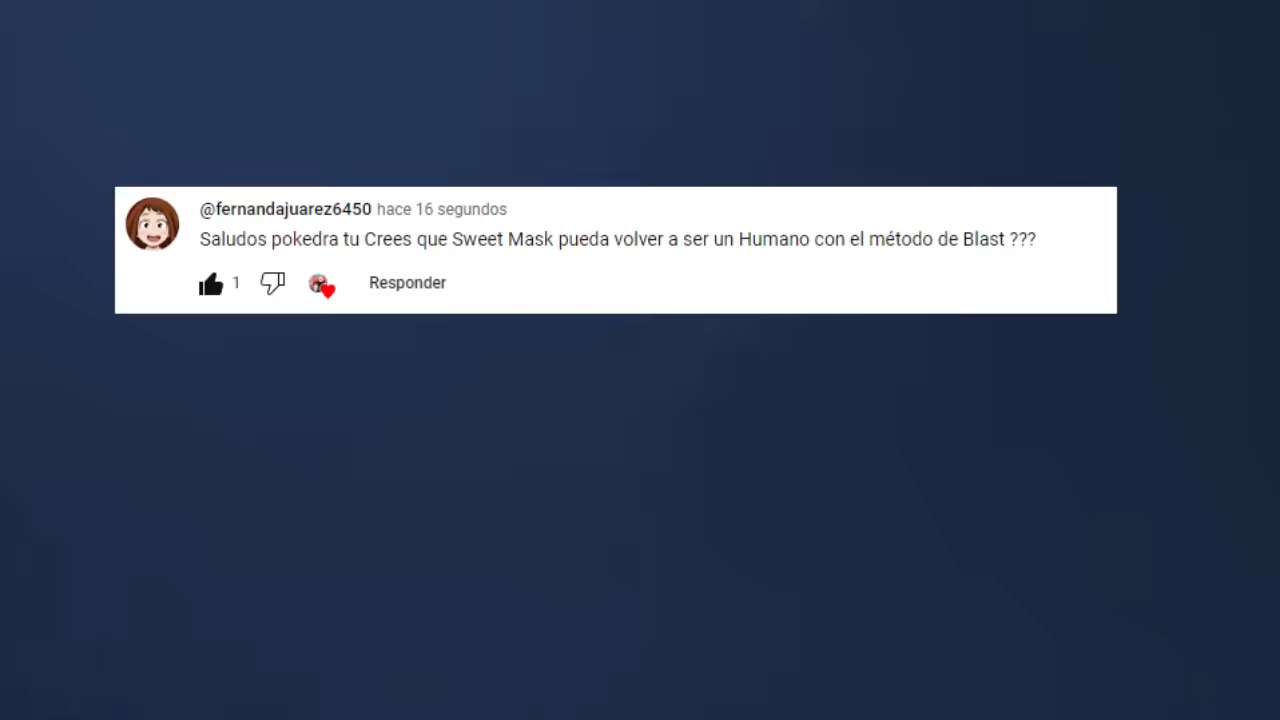 @fernandajuarez6450 hace 16 segundos
Saludos pokedra tu Crees que Sweet Mask pueda volver a ser un Humano con el método de Blast ???
1 Responder